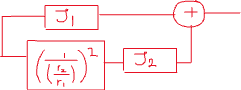 J₁
+
(1/(r₂/r₁))²
J₂